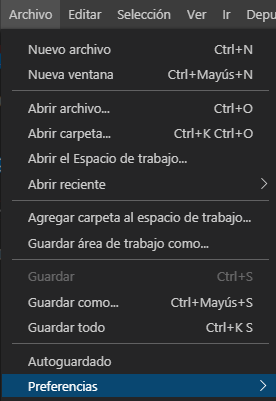 Archivo Editar Selección Ver Ir Depu
Nuevo archivo Ctrl+N
Nueva ventana Ctrl+Mayús+N
Abrir archivo... Ctrl+O
Abrir carpeta... Ctrl+K Ctrl+O
Abrir el Espacio de trabajo...
Abrir reciente
Agregar carpeta al espacio de trabajo...
Guardar área de trabajo como...
Guardar Ctrl+S
Guardar como... Ctrl+Mayús+S
Guardar todo Ctrl+K S
Autoguardado
Preferencias